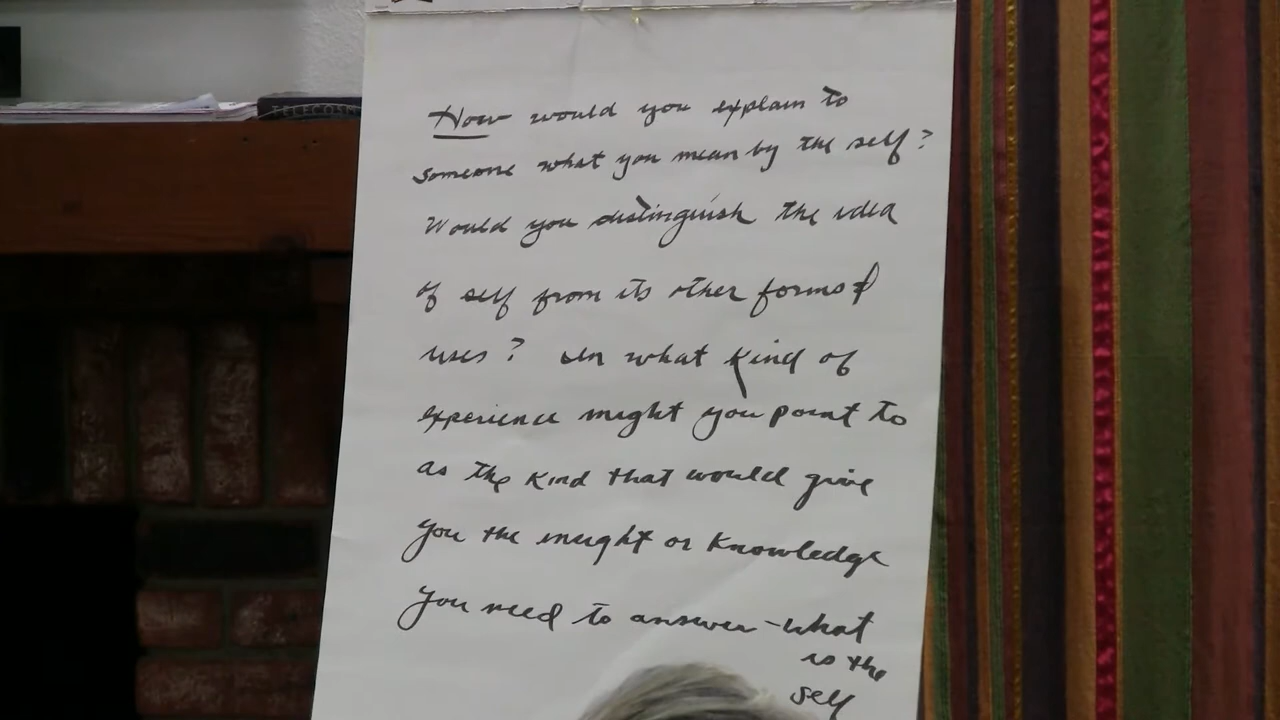 How would you explain to
someone what you mean by the self?
Would you distinguish the idea
of self from its other forms &
uses? In what kind of
experience might you point to
as the kind that would give
you the insight or knowledge
you need to answer - what
is the
self